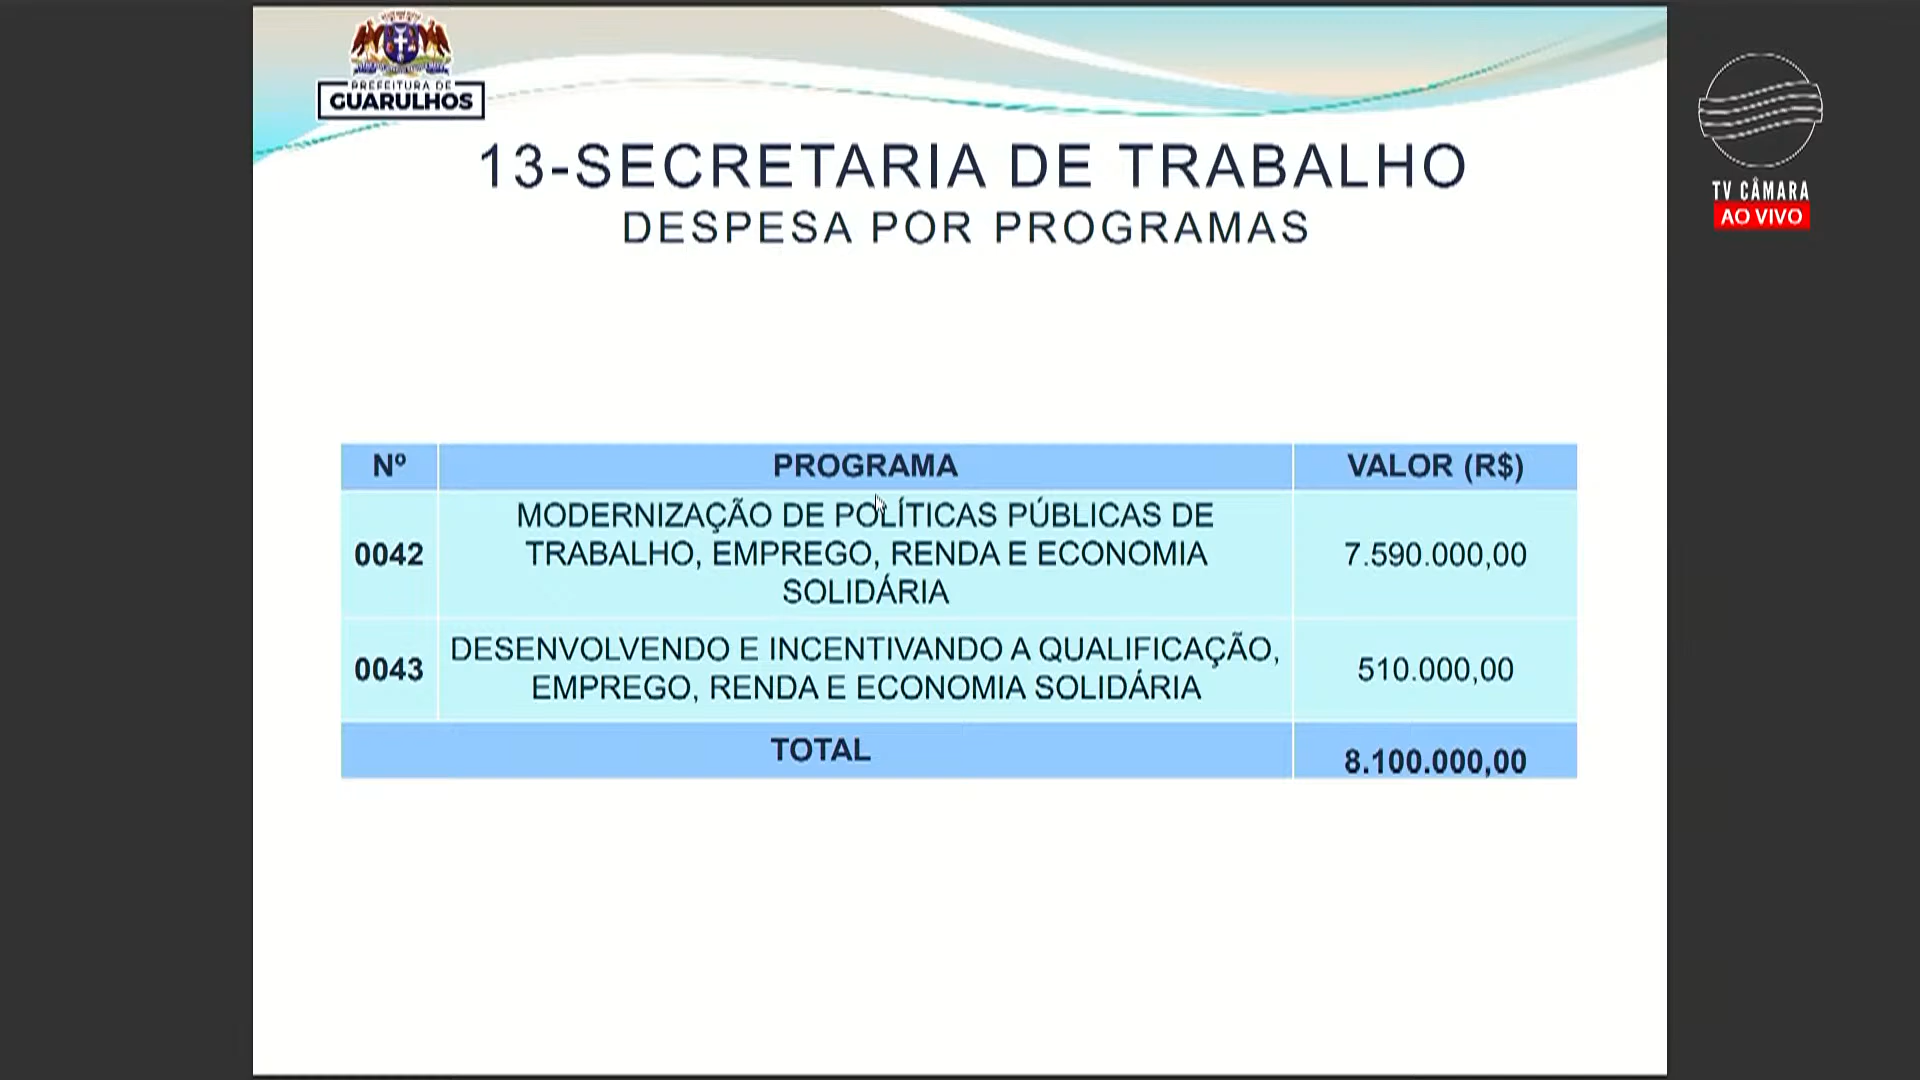 PREFEITURA DE
GUARULHOS
TV CÂMARA
AO VIVO
13-SECRETARIA DE TRABALHO
DESPESA POR PROGRAMAS
Nº PROGRAMA VALOR (R$)
0042 MODERNIZAÇÃO DE POLÍTICAS PÚBLICAS DE
TRABALHO, EMPREGO, RENDA E ECONOMIA
SOLIDÁRIA 7.590.000,00
0043 DESENVOLVENDO E INCENTIVANDO A QUALIFICAÇÃO,
EMPREGO, RENDA E ECONOMIA SOLIDÁRIA 510.000,00
TOTAL 8.100.000,00